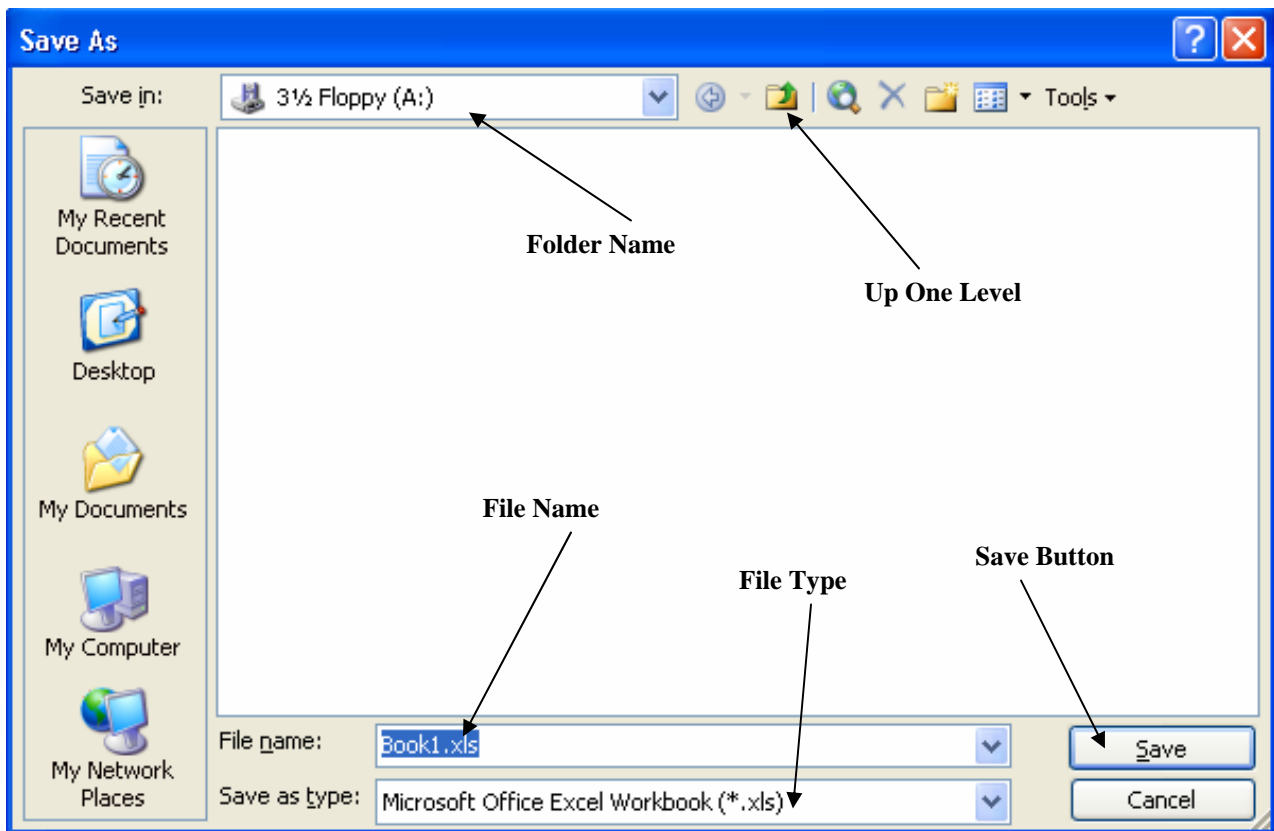 Save As
Save in:
3½ Floppy (A:)
Tools
My Recent
Documents
Folder Name
Up One Level
Desktop
My Documents
File Name
Save Button
File Type
My Computer
My Network
Places
File name:
Book1.xls
Save
Save as type:
Microsoft Office Excel Workbook (*.xls)
Cancel